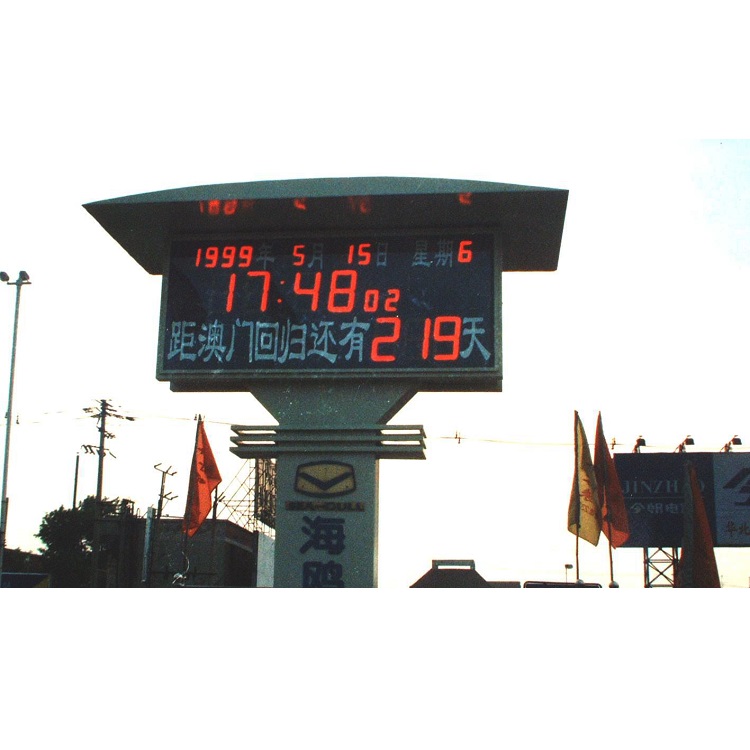 1999年 5月 15日 星期6
17:48 02
距澳门回归还有219天
SEA-GULL
海鸥
JINZHAO